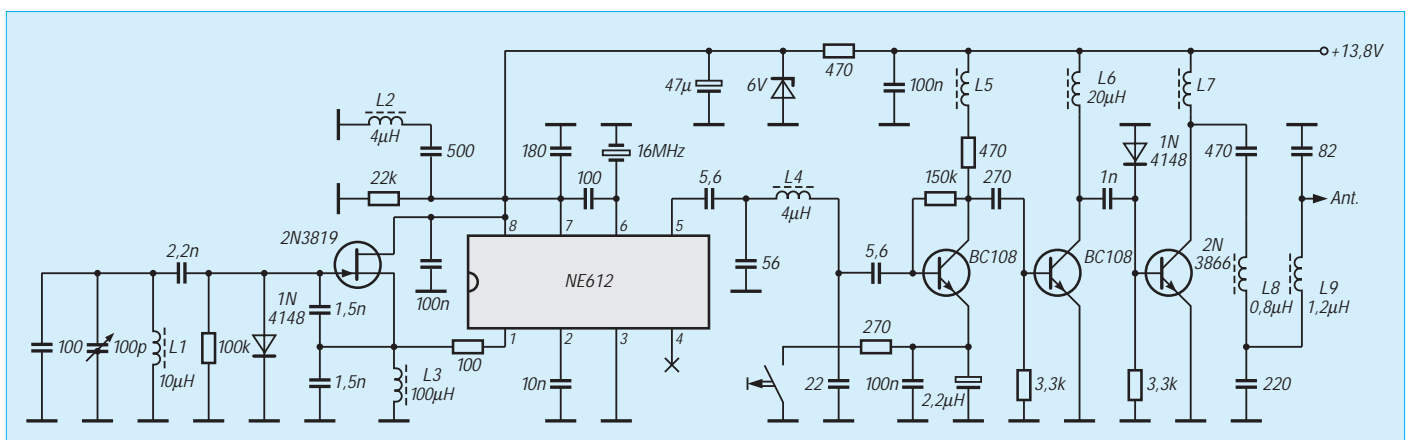 +13,8V
470
47µ
6V
100n
L5
L6
20µH
L7
L2
4µH
500
180
16MHz
22k
100
5,6
L4
4µH
470
150k
270
1N
4148
1n
470
82
Ant.
2N3819
8
7
6
5
2,2n
100n
NE612
56
5,6
BC108
BC108
2N
3866
L8
0,8µH
L9
1,2µH
1N
4148
1,5n
1
2
3
4
100
100p
L1
10µH
100k
1,5n
L3
100µH
100
10n
270
22
100n
2,2µH
3,3k
3,3k
220